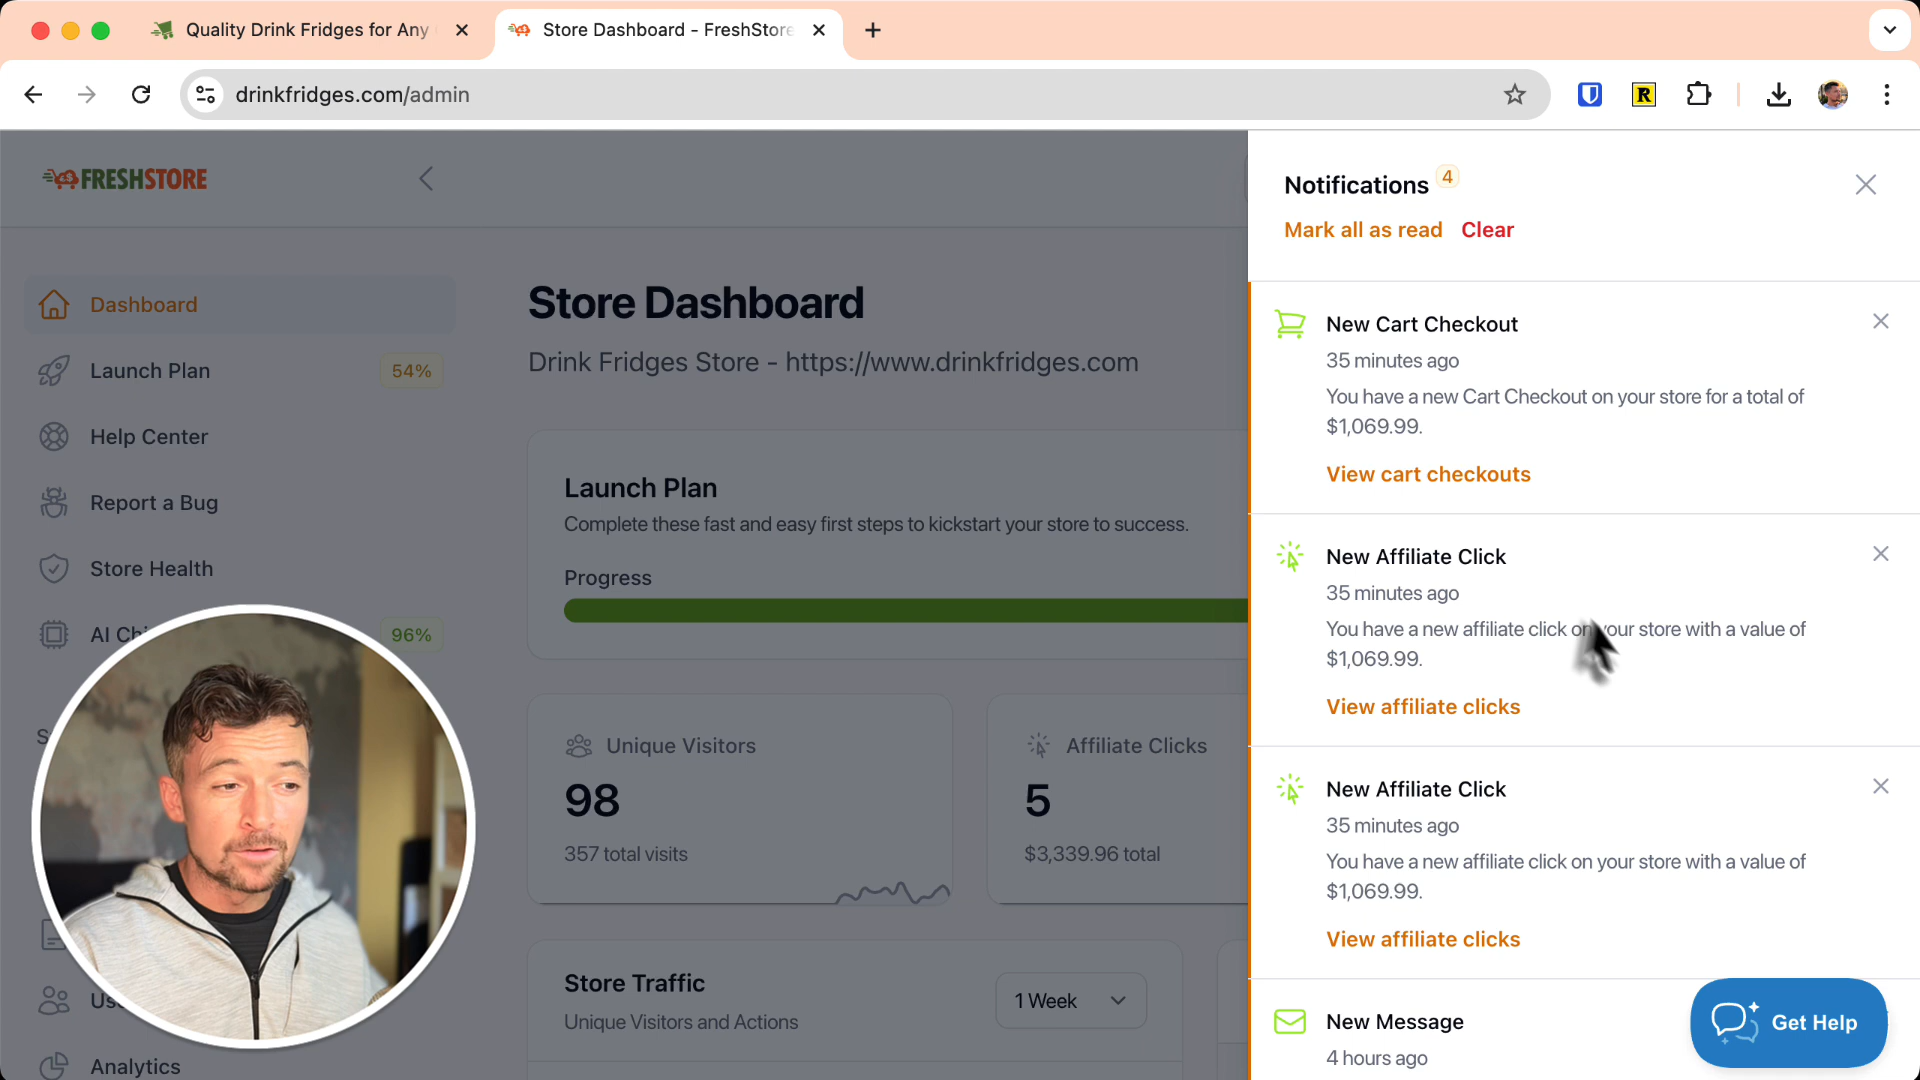 Quality Drink Fridges for Any
Store Dashboard - FreshStore
drinkfridges.com/admin
R
FRESHSTORE
Dashboard
Launch Plan
54%
Help Center
Report a Bug
Store Health
96%
Analytics
Store Dashboard
Drink Fridges Store - https://www.drinkfridges.com
Launch Plan
Complete these fast and easy first steps to kickstart your store to success.
Progress
Unique Visitors
98
357 total visits
Affiliate Clicks
5
$3,339.96 total
Store Traffic
Unique Visitors and Actions
1 Week
Notifications 4
Mark all as read Clear
New Cart Checkout
35 minutes ago
You have a new Cart Checkout on your store for a total of
$1,069.99.
View cart checkouts
New Affiliate Click
35 minutes ago
You have a new affiliate click on your store with a value of
$1,069.99.
View affiliate clicks
New Affiliate Click
35 minutes ago
You have a new affiliate click on your store with a value of
$1,069.99.
View affiliate clicks
New Message
4 hours ago
Get Help